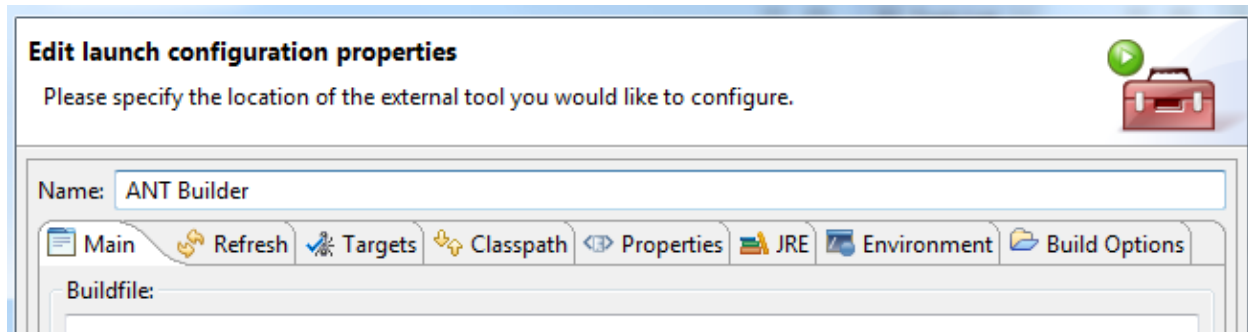 Edit launch configuration properties
Please specify the location of the external tool you would like to configure.
Name: ANT Builder
Main Refresh Targets Classpath Properties JRE Environment Build Options
Buildfile: